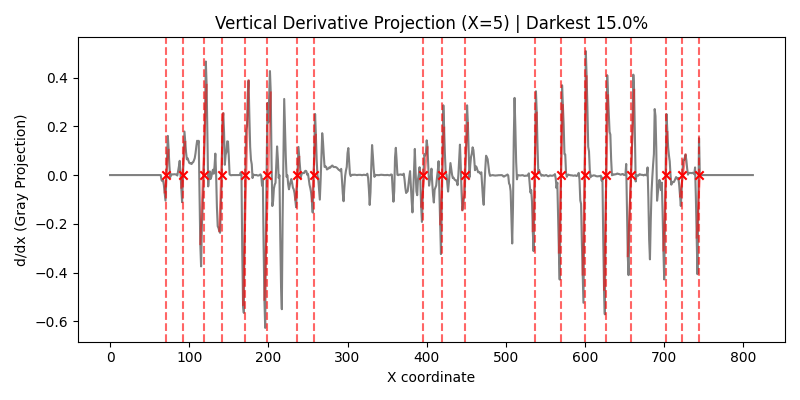 Vertical Derivative Projection (X=5) | Darkest 15.0%
d/dx (Gray Projection)
0.4
0.2
0.0
−0.2
−0.4
−0.6
0 100 200 300 400 500 600 700 800
X coordinate